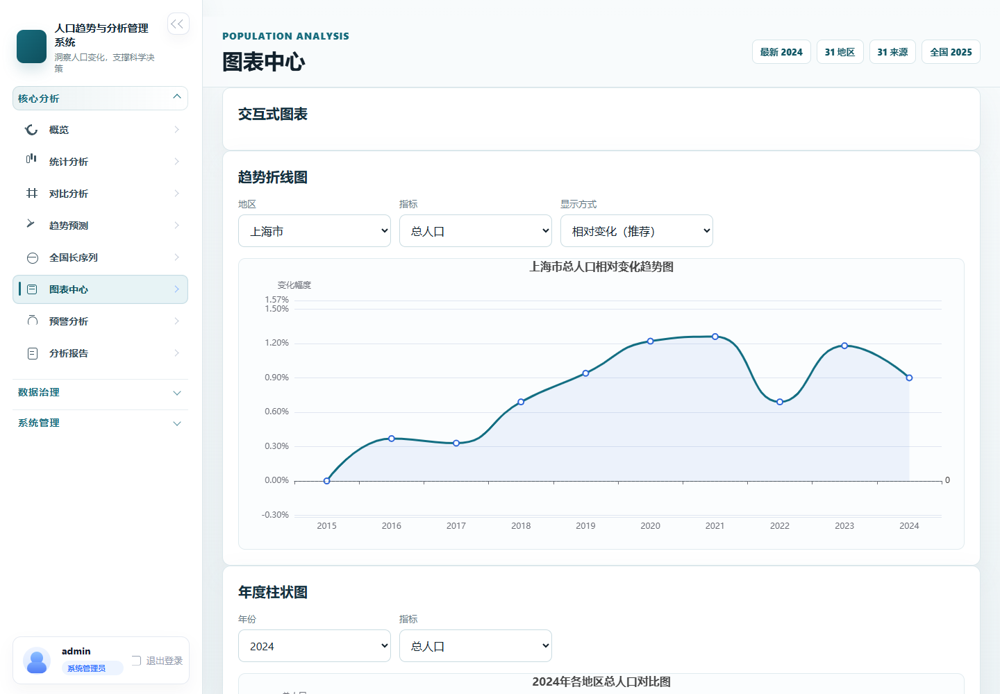 人口趋势与分析管理
系统
洞察人口变化，支撑科学决
策
核心分析
概览
统计分析
对比分析
趋势预测
全国长序列
图表中心
预警分析
分析报告
数据治理
系统管理
admin
系统管理员
退出登录
POPULATION ANALYSIS
图表中心
最新 2024
31 地区
31 来源
全国 2025
交互式图表
趋势折线图
地区
指标
显示方式
上海市
总人口
相对变化（推荐）
上海市总人口相对变化趋势图
变化幅度
1.57%
1.50%
1.20%
0.90%
0.60%
0.30%
0.00%
0
-0.30%
2015 2016 2017 2018 2019 2020 2021 2022 2023 2024
年度柱状图
年份
指标
2024
总人口
2024年各地区总人口对比图